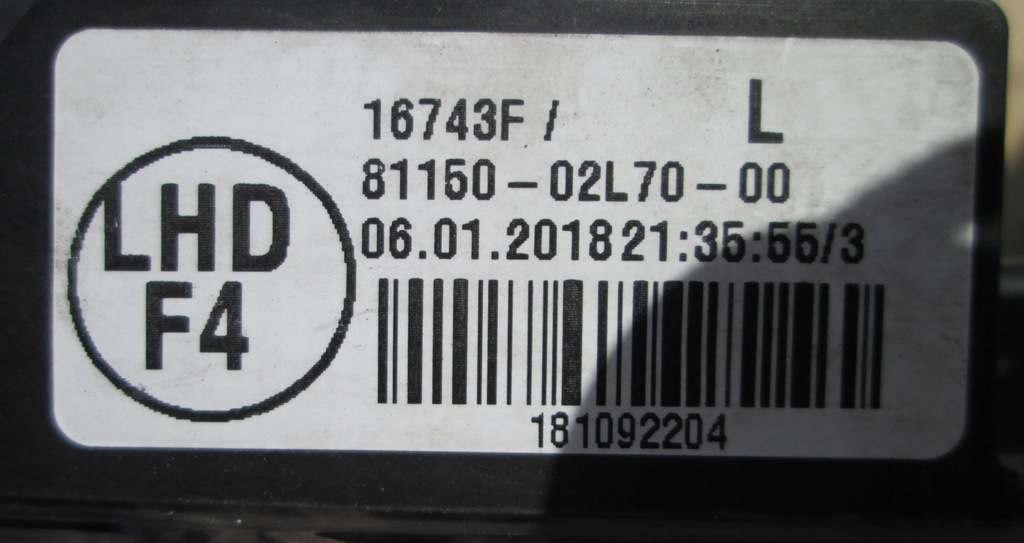 LHD
F4
16743F / L
81150-02L70-00
06.01.2018 21:35:55/3
181092204